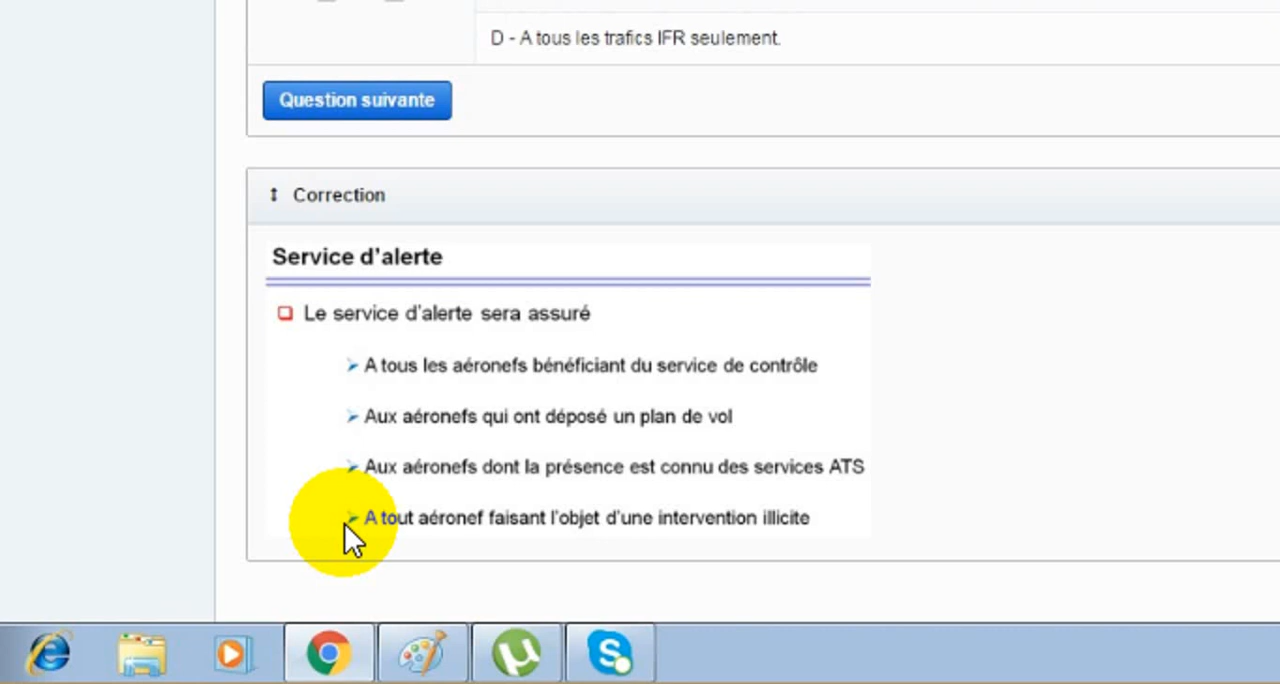 D - A tous les trafics IFR seulement.
Question suivante
Correction
Service d'alerte
Le service d'alerte sera assuré
A tous les aéronefs bénéficiant du service de contrôle
Aux aéronefs qui ont déposé un plan de vol
Aux aéronefs dont la présence est connu des services ATS
A tout aéronef faisant l'objet d'une intervention illicite